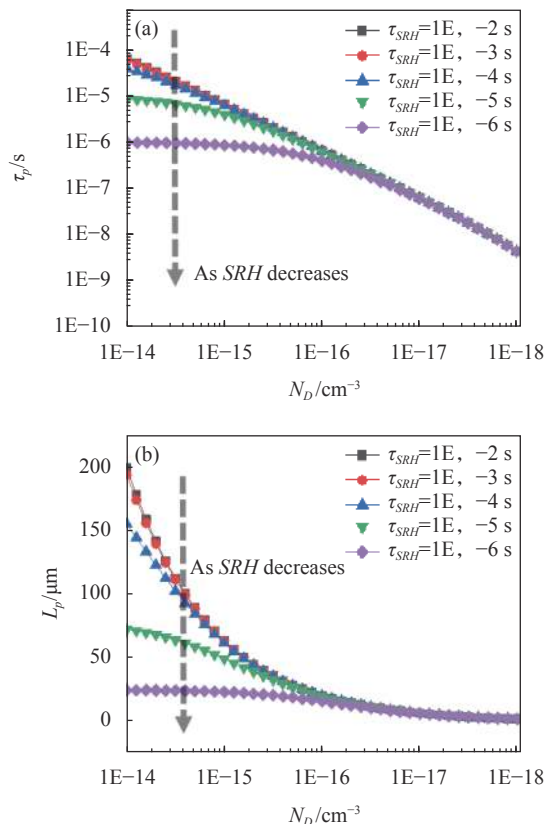 (a)
τp/s
1E−4
1E−5
1E−6
1E−7
1E−8
1E−9
1E−10
τSRH=1E, −2 s
τSRH=1E, −3 s
τSRH=1E, −4 s
τSRH=1E, −5 s
τSRH=1E, −6 s
As SRH decreases
1E−14 1E−15 1E−16 1E−17 1E−18
ND/cm−3
(b)
Lp/μm
200
150
100
50
0
τSRH=1E, −2 s
τSRH=1E, −3 s
τSRH=1E, −4 s
τSRH=1E, −5 s
τSRH=1E, −6 s
As SRH decreases
1E−14 1E−15 1E−16 1E−17 1E−18
ND/cm−3